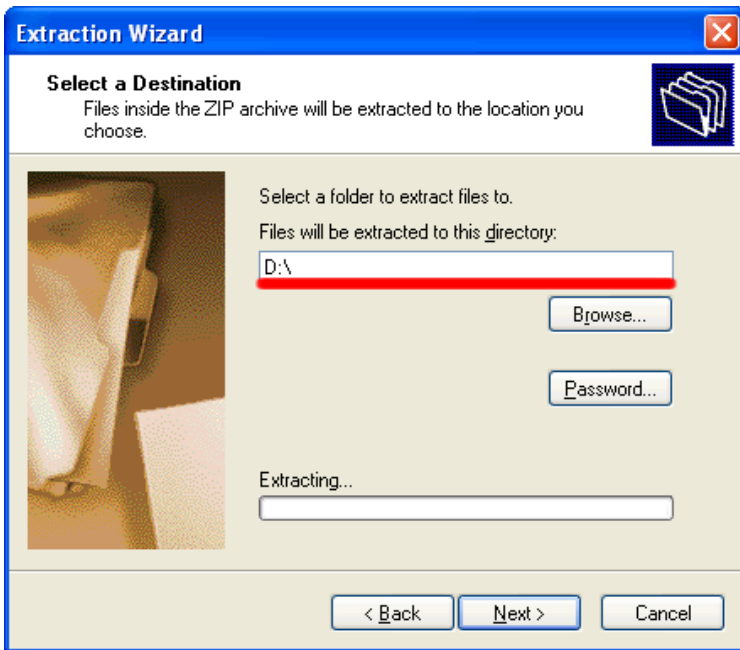 Extraction Wizard
Select a Destination
Files inside the ZIP archive will be extracted to the location you
choose.
Select a folder to extract files to.
Files will be extracted to this directory:
D:\
Browse...
Password...
Extracting...
< Back
Next >
Cancel